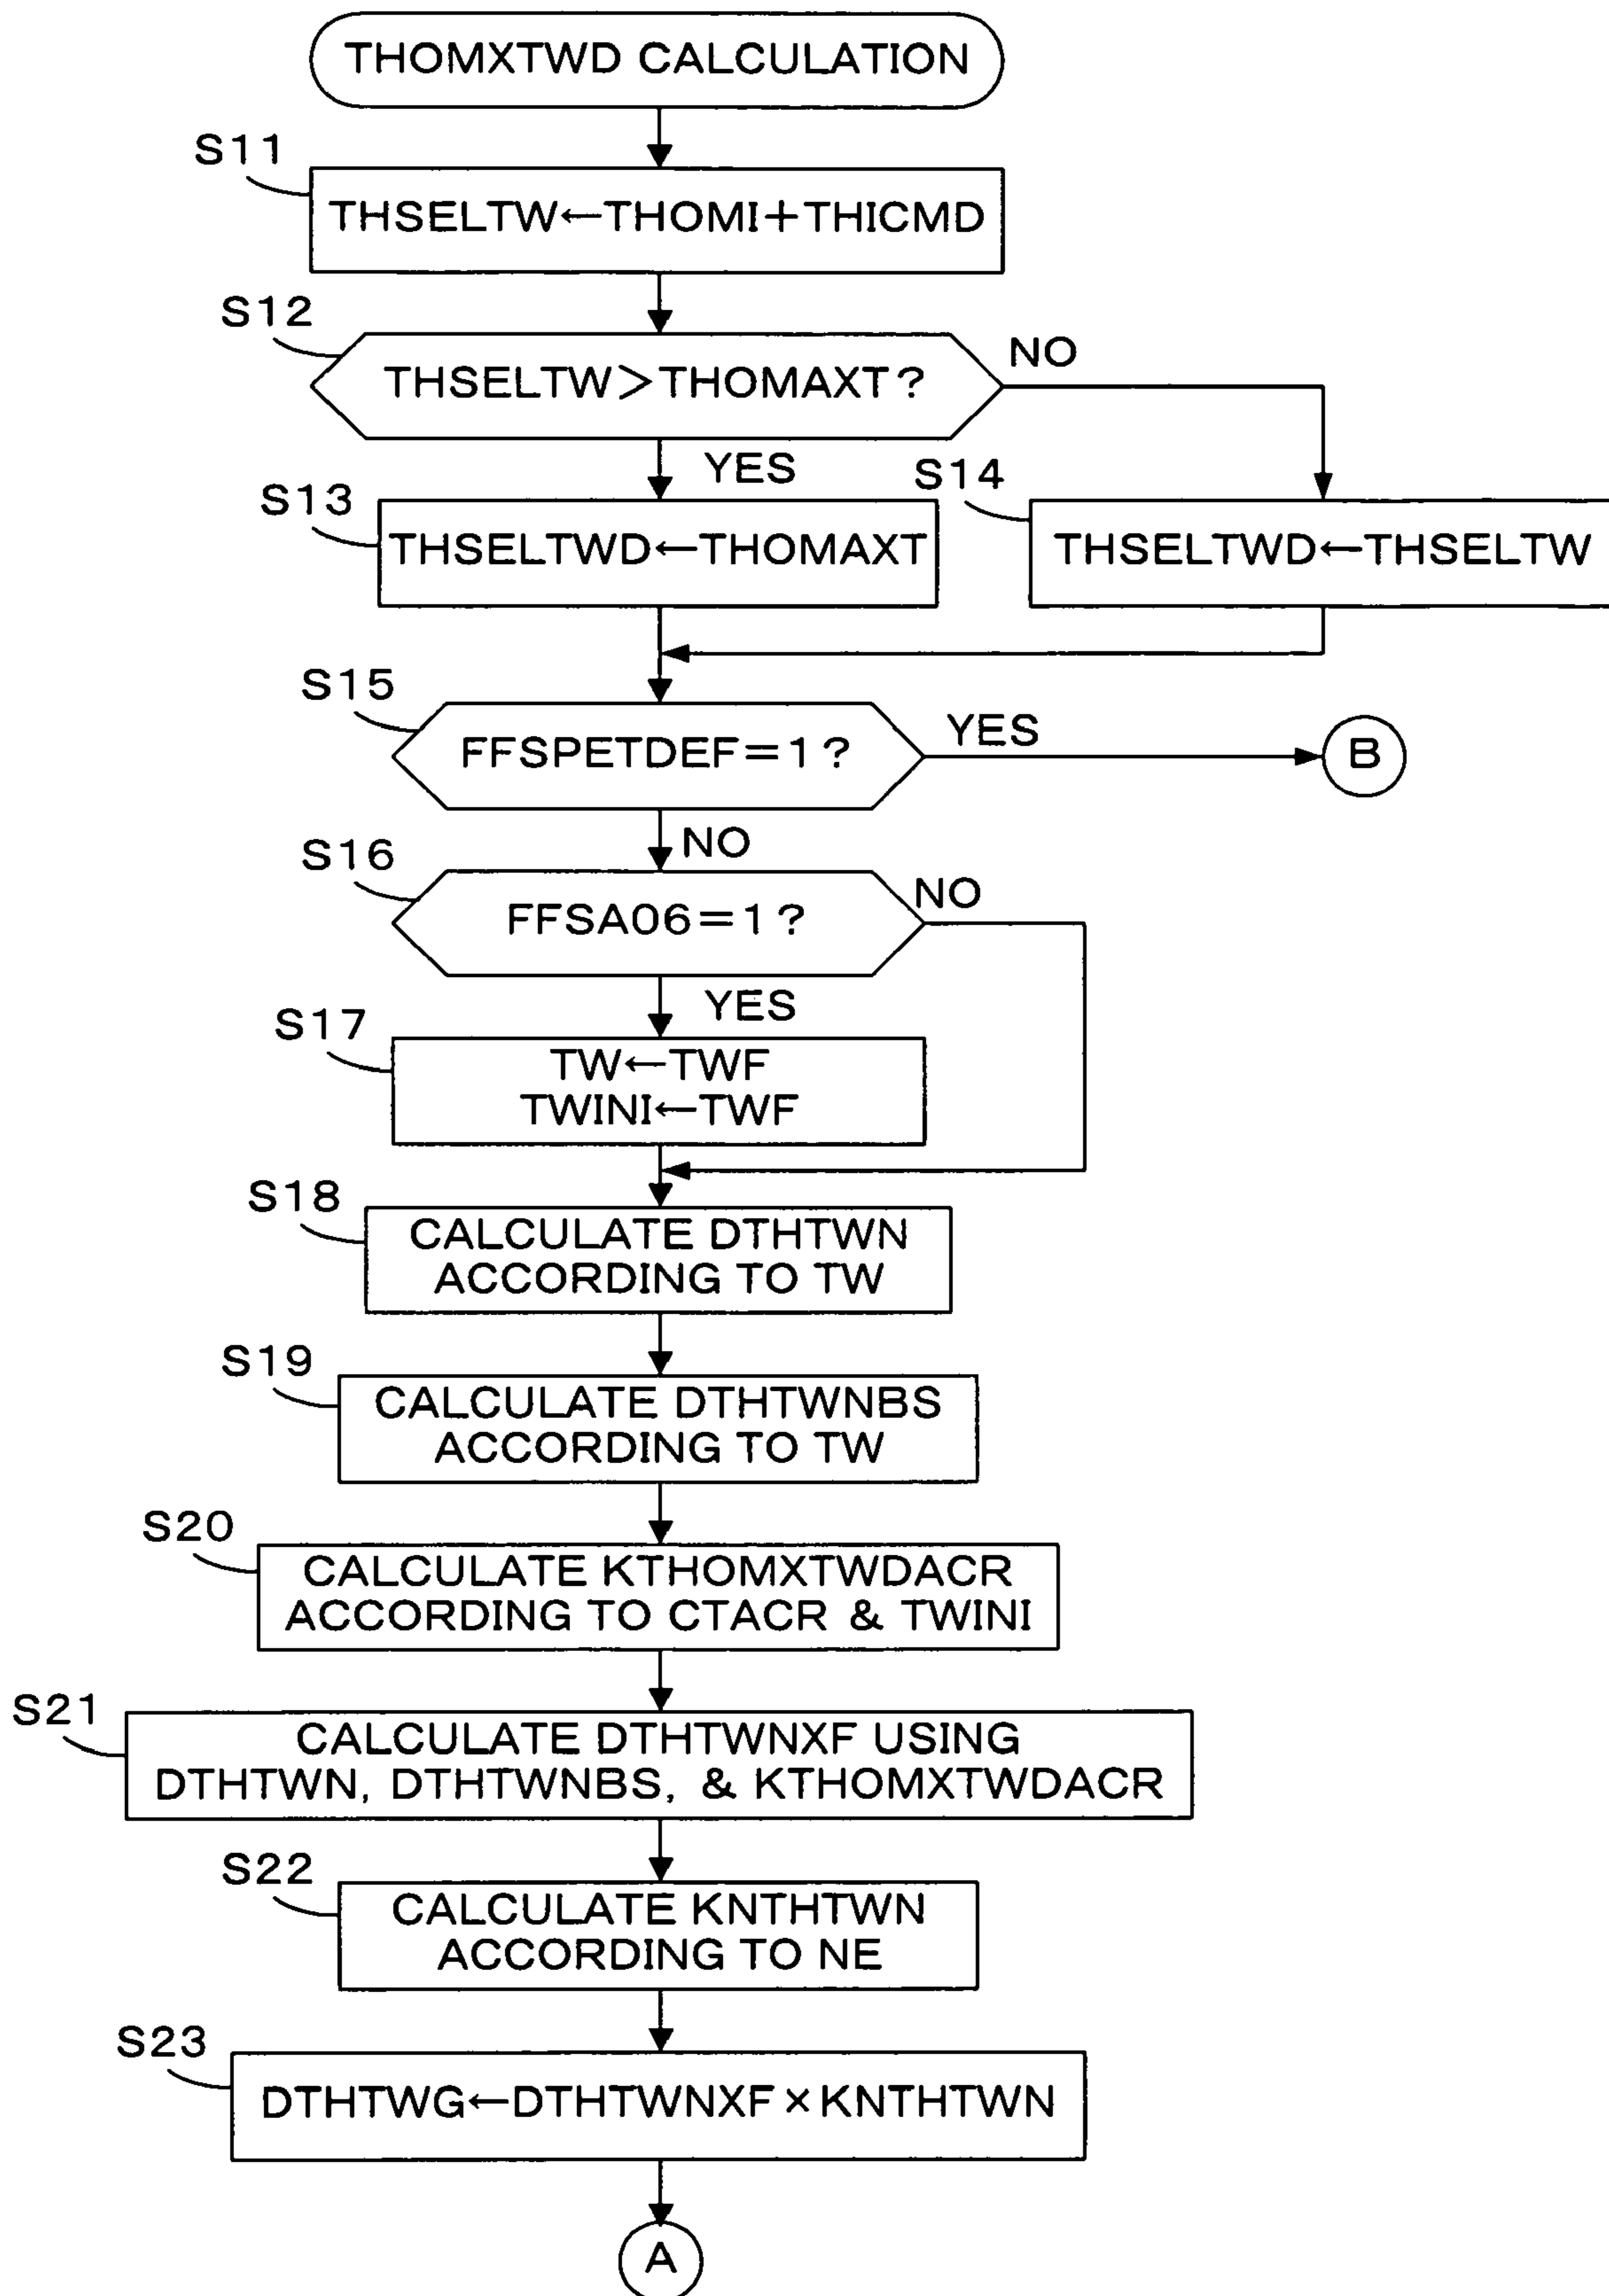 THOMXTWD CALCULATION
S11
THSELTW←THOMI+THICMD
S12
THSELTW>THOMAXT?
NO
YES
S13
THSELTWD←THOMAXT
S14
THSELTWD←THSELTW
S15
FFSPETDEF=1?
YES
B
NO
S16
FFSA06=1?
NO
YES
S17
TW←TWF
TWINI←TWF
S18
CALCULATE DTHTWN
ACCORDING TO TW
S19
CALCULATE DTHTWNBS
ACCORDING TO TW
S20
CALCULATE KTHOMXTWDACR
ACCORDING TO CTACR & TWINI
S21
CALCULATE DTHTWNXF USING
DTHTWN, DTHTWNBS, & KTHOMXTWDACR
S22
CALCULATE KNTHTWN
ACCORDING TO NE
S23
DTHTWG←DTHTWNXF×KNTHTWN
A